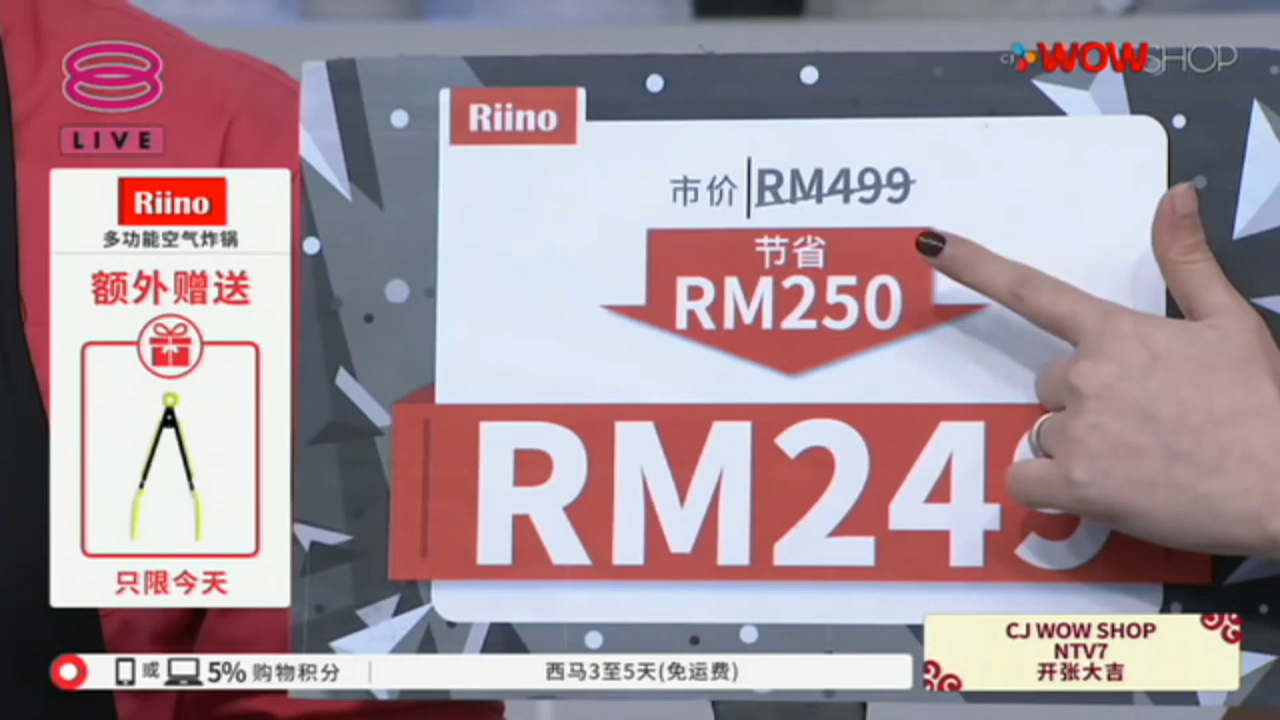 LIVE
CJ WOWSHOP
Riino
多功能空气炸锅
额外赠送
只限今天
Riino
市价 RM499
节省
RM250
RM249
或 5% 购物积分
西马3至5天(免运费)
CJ WOW SHOP
NTV7
开张大吉